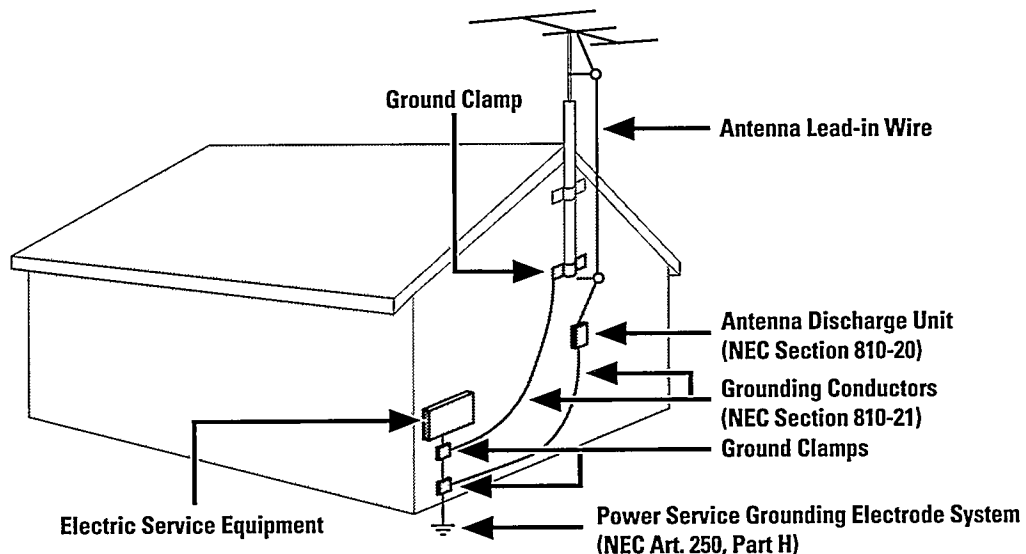 Ground Clamp
Antenna Lead-in Wire
Antenna Discharge Unit
(NEC Section 810-20)
Grounding Conductors
(NEC Section 810-21)
Ground Clamps
Electric Service Equipment
Power Service Grounding Electrode System
(NEC Art. 250, Part H)